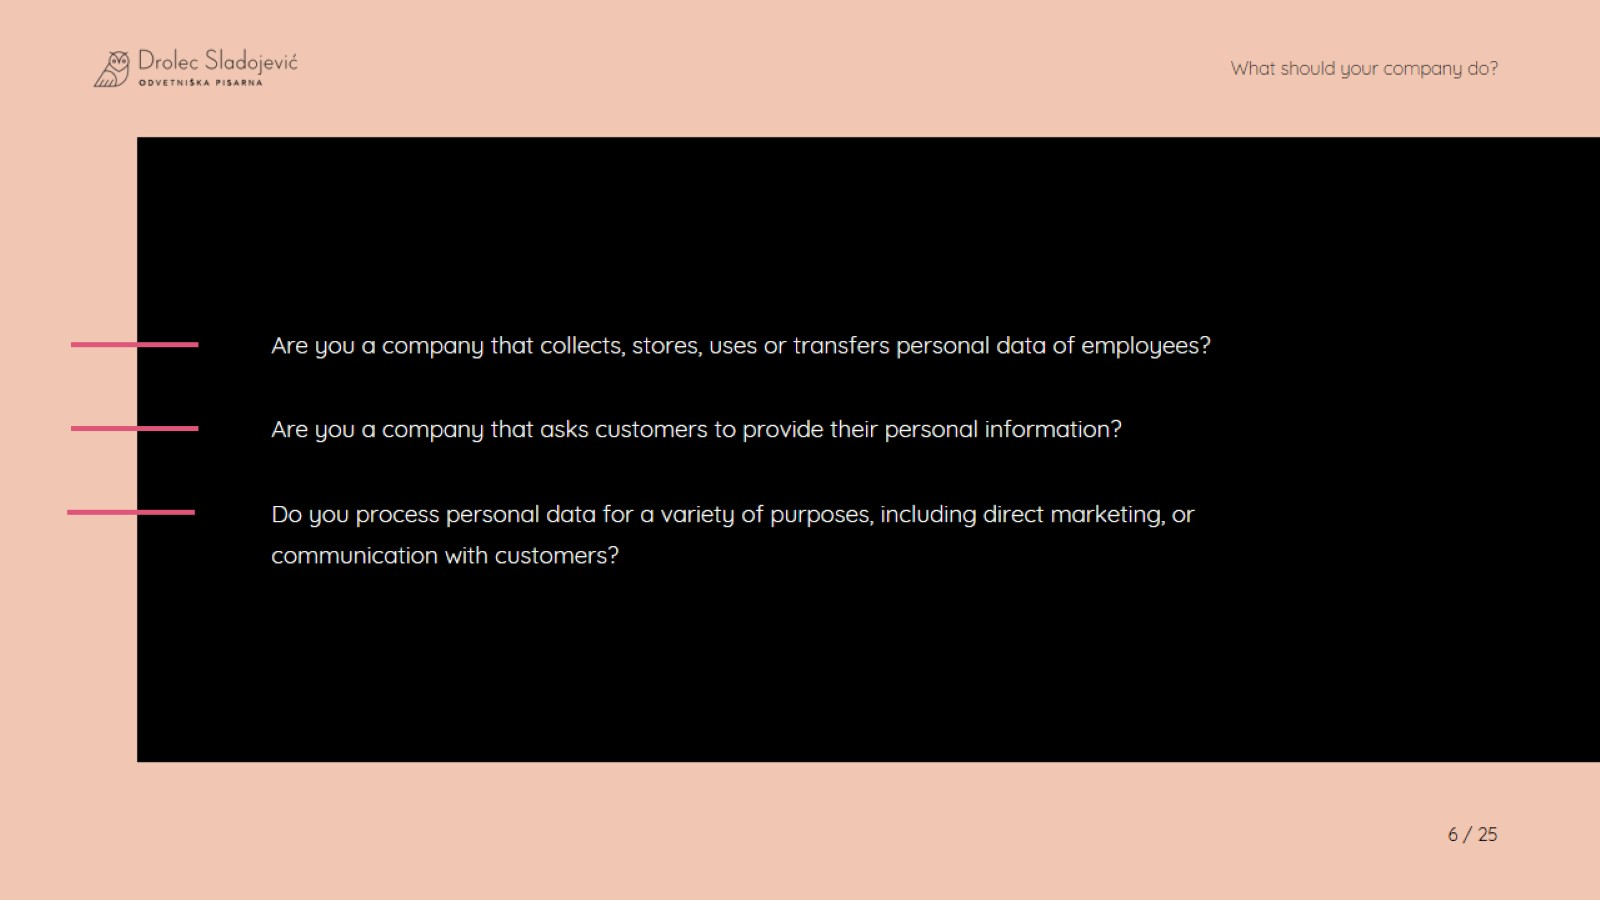 Drolec Sladojević
ODVETNIŠKA PISARNA
What should your company do?
Are you a company that collects, stores, uses or transfers personal data of employees?
Are you a company that asks customers to provide their personal information?
Do you process personal data for a variety of purposes, including direct marketing, or
communication with customers?
6 / 25